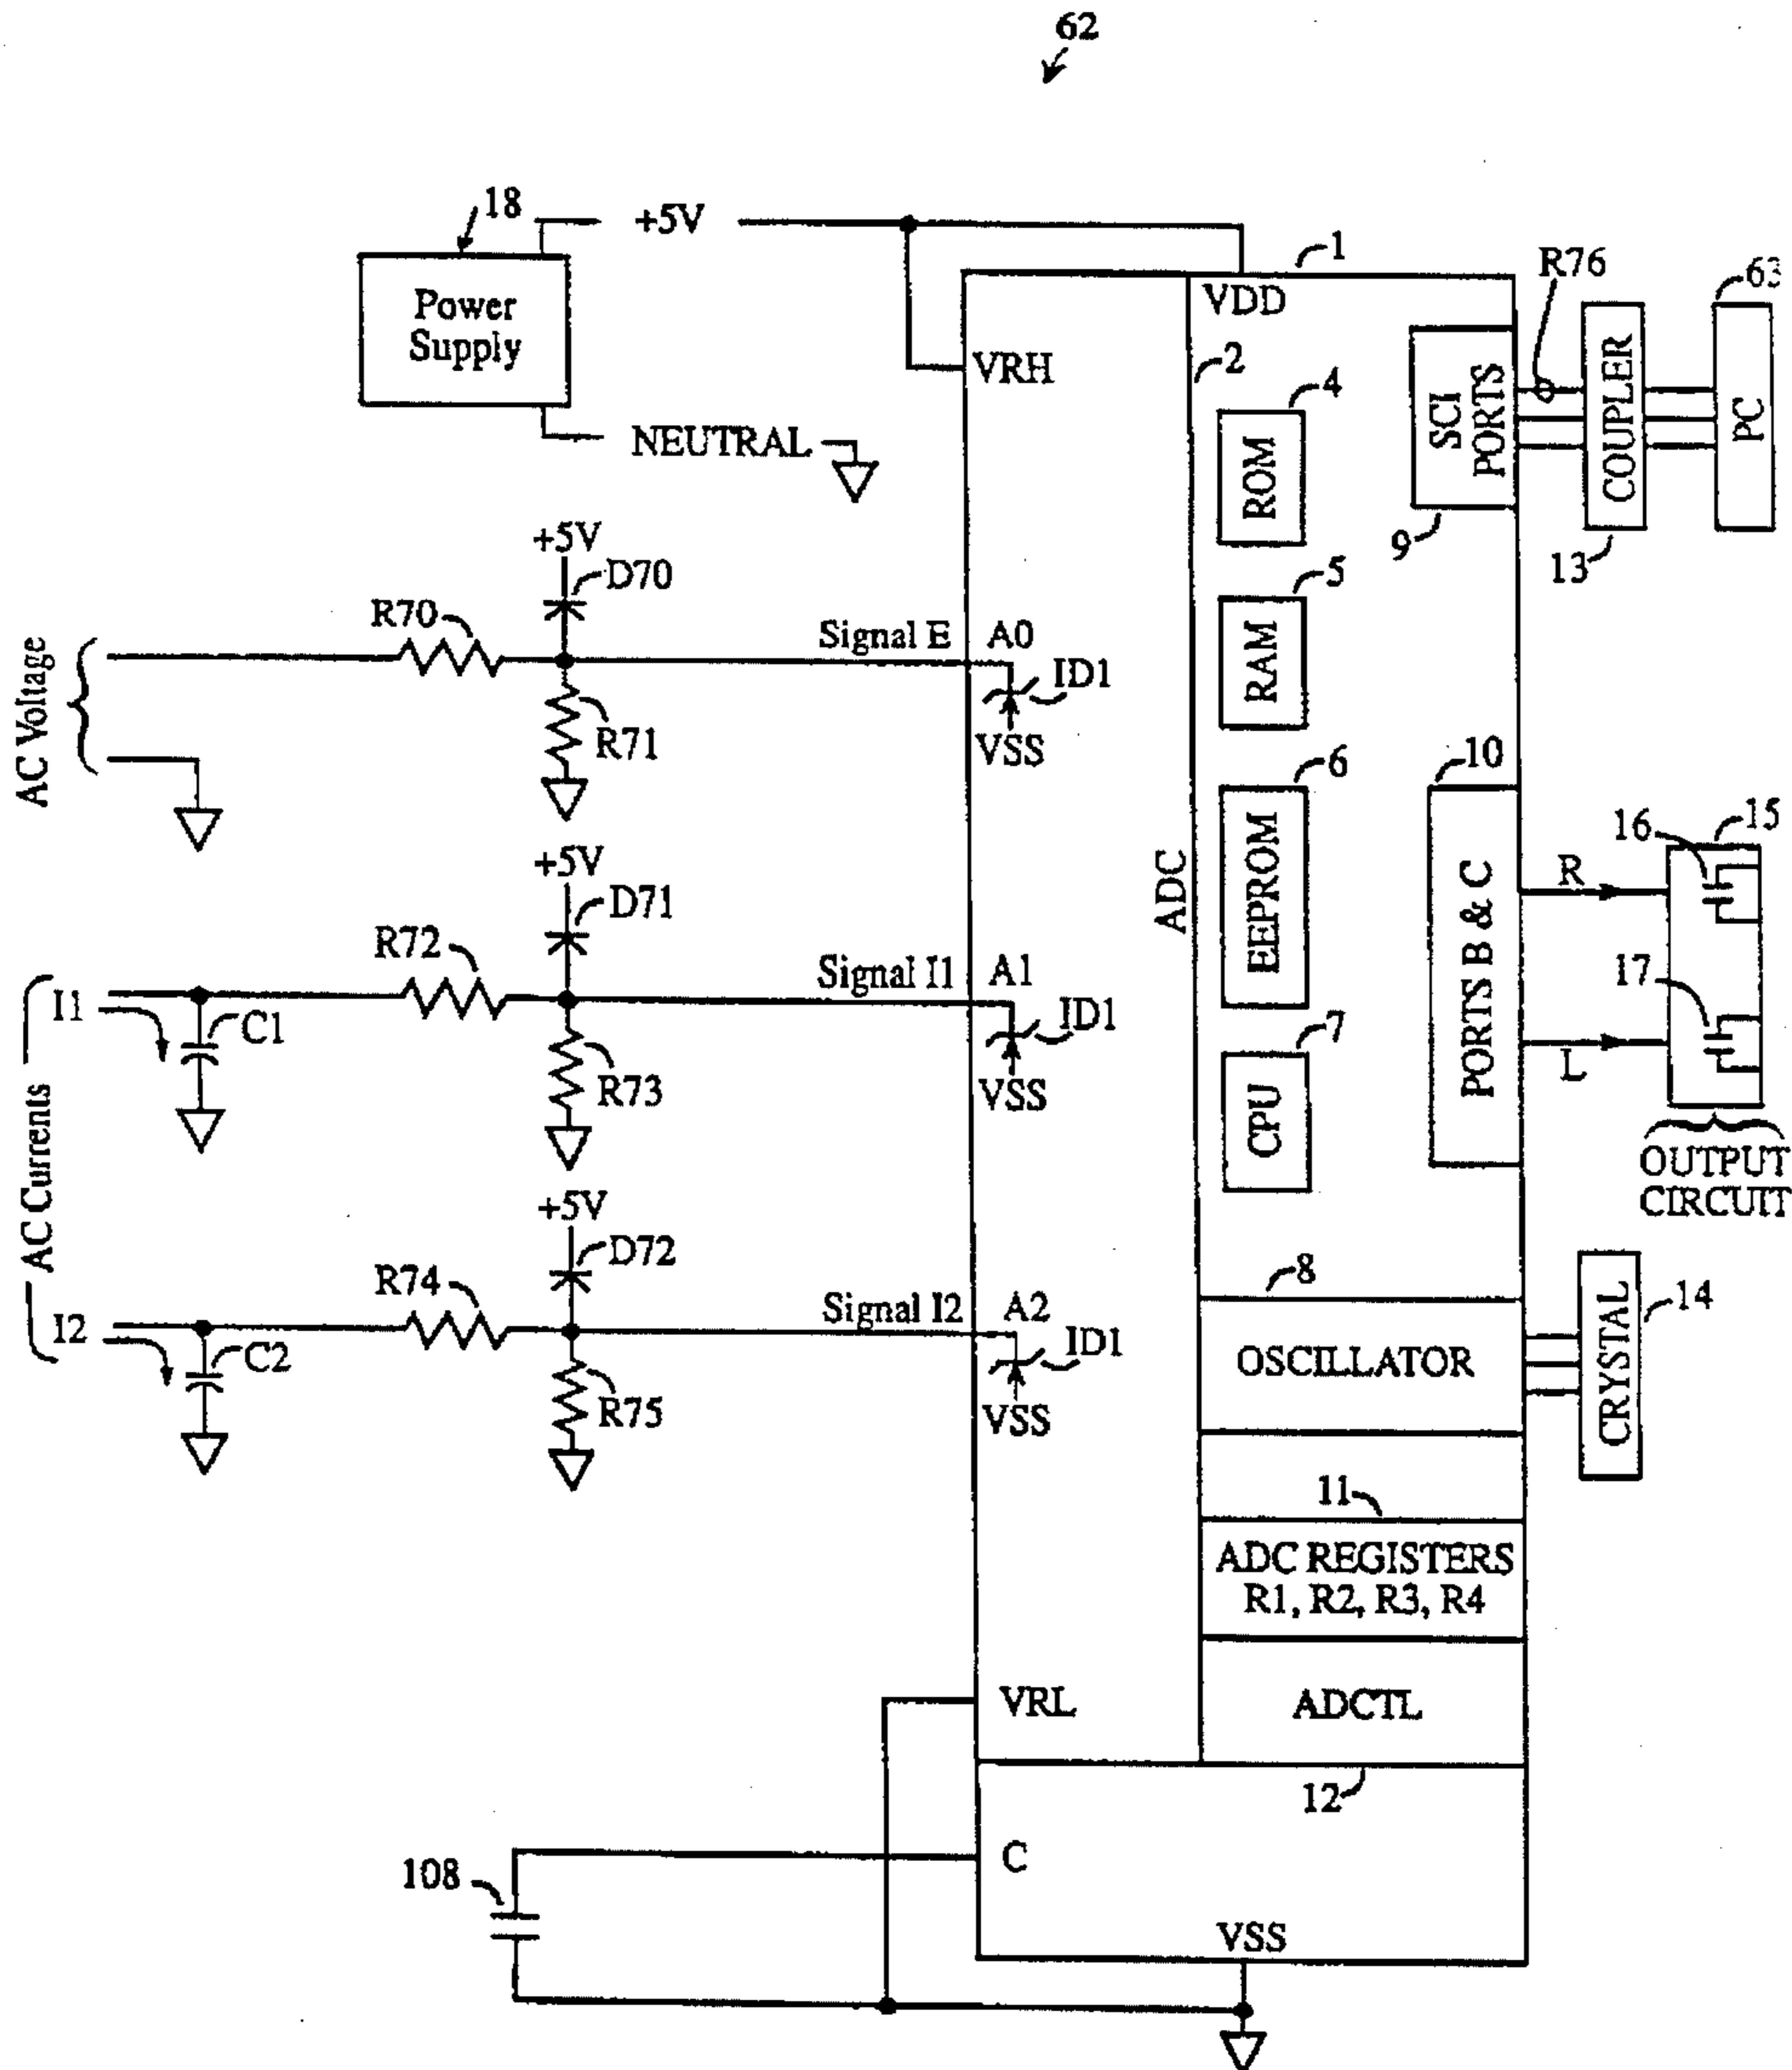 62
18
+5V
1
R76
63
Power
Supply
VDD
VRH
2
4
SCI
PORTS
COUPLER
PC
NEUTRAL
ROM
9
13
+5V
D70
5
R70
Signal E
A0
ID1
RAM
AC Voltage
R71
VSS
6
10
16
15
+5V
D71
ADC
EEPROM
PORTS B & C
R
R72
Signal I1
A1
17
I1
C1
ID1
7
L
AC Currents
R73
VSS
CPU
OUTPUT
CIRCUIT
+5V
D72
8
R74
Signal I2
A2
14
I2
C2
ID1
OSCILLATOR
CRYSTAL
R75
VSS
11
ADC REGISTERS
R1, R2, R3, R4
VRL
ADCTL
12
C
108
VSS